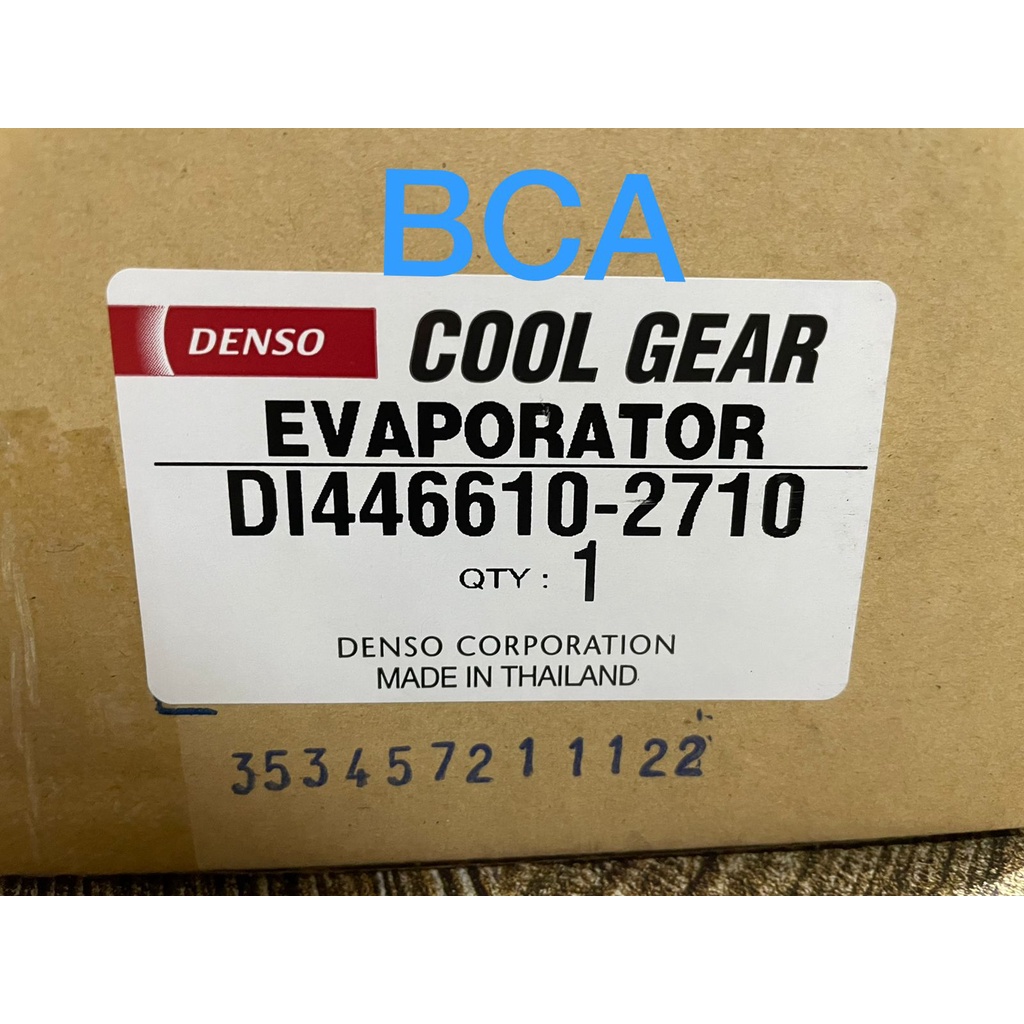 BCA
DENSO COOL GEAR
EVAPORATOR
DI446610-2710
QTY : 1
DENSO CORPORATION
MADE IN THAILAND
353457211122